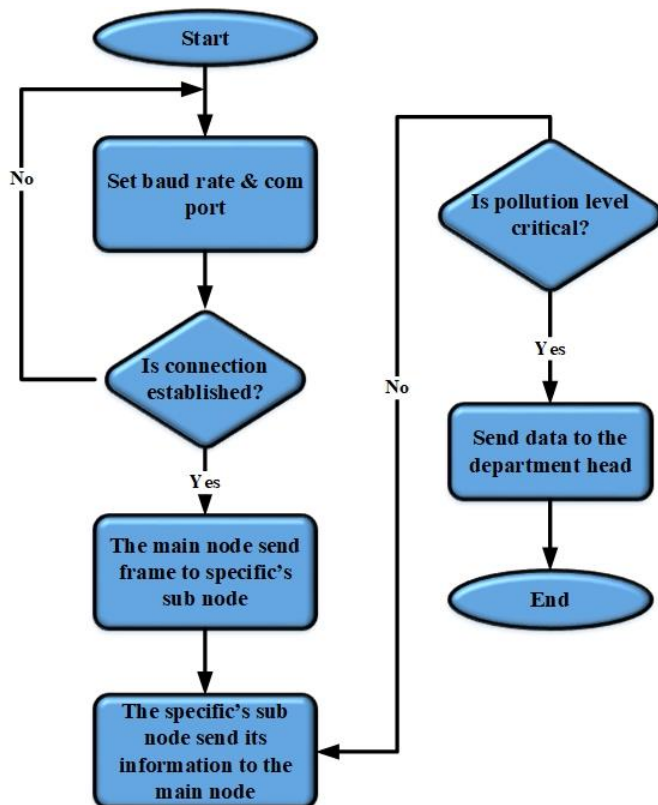 Start
No
Set baud rate & com
port
Is connection
established?
Yes
The main node send
frame to specific's
sub node
The specific's sub
node send its
information to the
main node
Is pollution level
critical?
No
Yes
Send data to the
department head
End